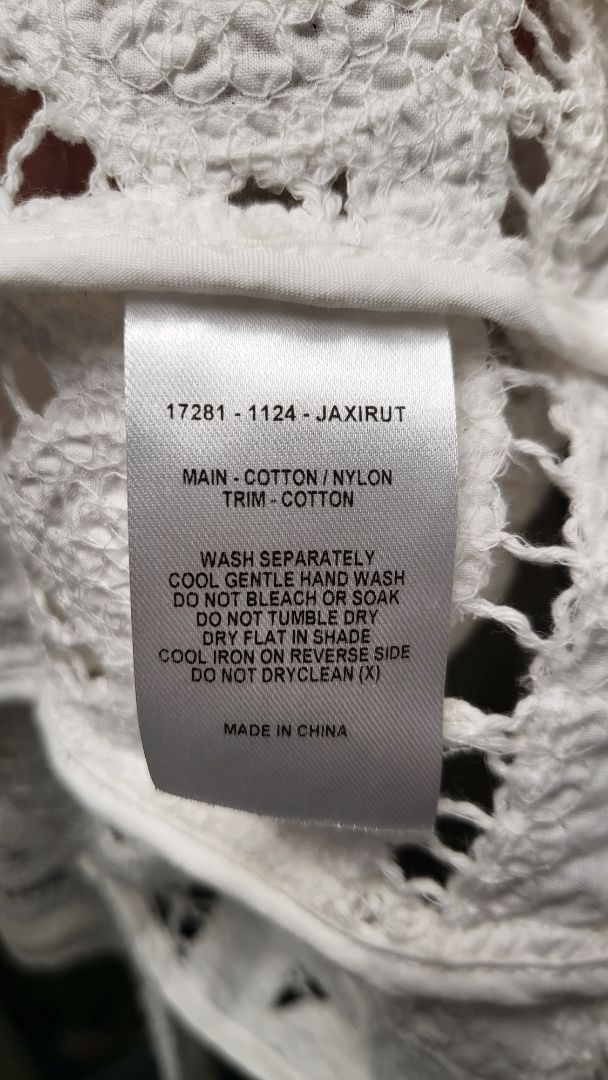 17281 - 1124 - JAXIRUT
MAIN - COTTON / NYLON
TRIM - COTTON
WASH SEPARATELY
COOL GENTLE HAND WASH
DO NOT BLEACH OR SOAK
DO NOT TUMBLE DRY
DRY FLAT IN SHADE
COOL IRON ON REVERSE SIDE
DO NOT DRYCLEAN (X)
MADE IN CHINA